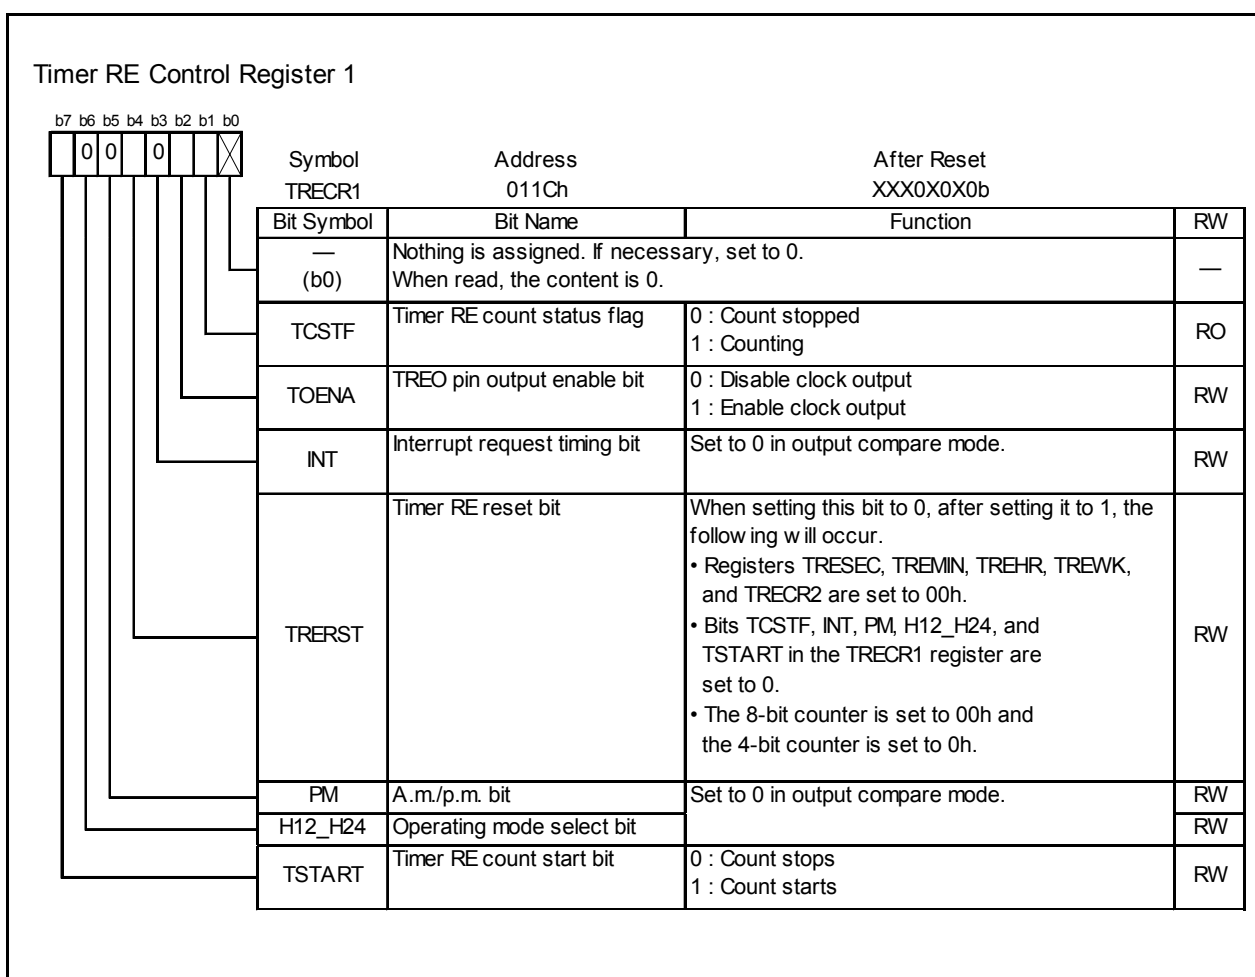 Timer RE Control Register 1
b7 b6 b5 b4 b3 b2 b1 b0
0 0 0
Symbol Address After Reset
TRECR1 011Ch XXX0X0X0b
Bit Symbol Bit Name Function RW
—
(b0)
Nothing is assigned. If necessary, set to 0.
When read, the content is 0.
—
TCSTF
Timer RE count status flag
0 : Count stopped
1 : Counting
RO
TOENA
TREO pin output enable bit
0 : Disable clock output
1 : Enable clock output
RW
INT
Interrupt request timing bit
Set to 0 in output compare mode.
RW
TRERST
Timer RE reset bit
When setting this bit to 0, after setting it to 1, the
following will occur.
• Registers TRESEC, TREMIN, TREHR, TREWK,
and TRECR2 are set to 00h.
• Bits TCSTF, INT, PM, H12_H24, and
TSTART in the TRECR1 register are
set to 0.
• The 8-bit counter is set to 00h and
the 4-bit counter is set to 0h.
RW
PM A.m./p.m. bit Set to 0 in output compare mode. RW
H12_H24 Operating mode select bit RW
TSTART
Timer RE count start bit
0 : Count stops
1 : Count starts
RW